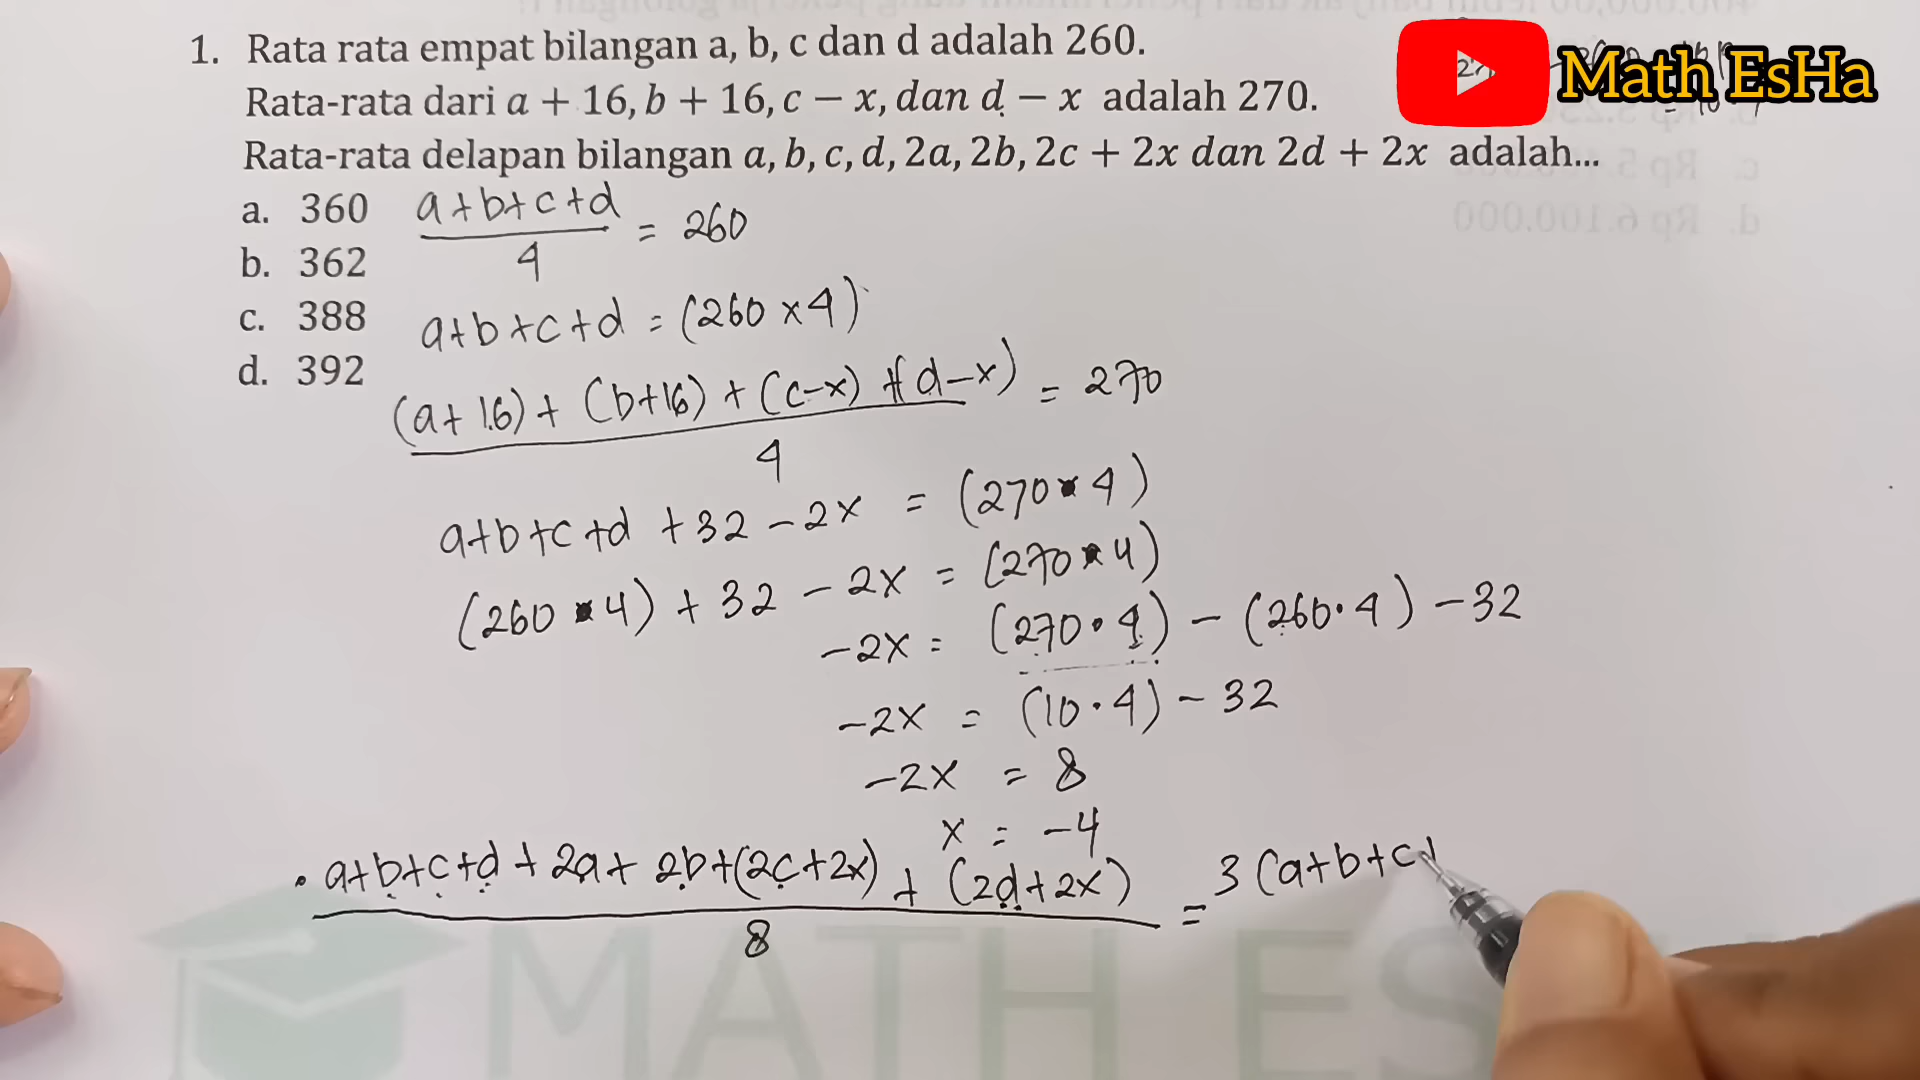 1. Rata rata empat bilangan a, b, c dan d adalah 260.
Rata-rata dari a + 16, b + 16, c − x, dan d − x adalah 270.
Rata-rata delapan bilangan a, b, c, d, 2a, 2b, 2c + 2x dan 2d + 2x adalah...
a. 360
b. 362
c. 388
d. 392
Math EsHa
a+b+c+d
4
= 260
a+b+c+d = (260 x 4)
(a+16) + (b+16) + (c-x) + (d-x)
4
= 270
a+b+c+d +32 -2x = (270 • 4)
(260 • 4) + 32 - 2x = (270 • 4)
-2x = (270 • 4) - (260 • 4) -32
-2x = (10 • 4) - 32
-2x = 8
x = -4
• a+b+c+d + 2a + 2b+(2c+2x) + (2d+2x)
8
= 3 (a+b+c+
MATH ES